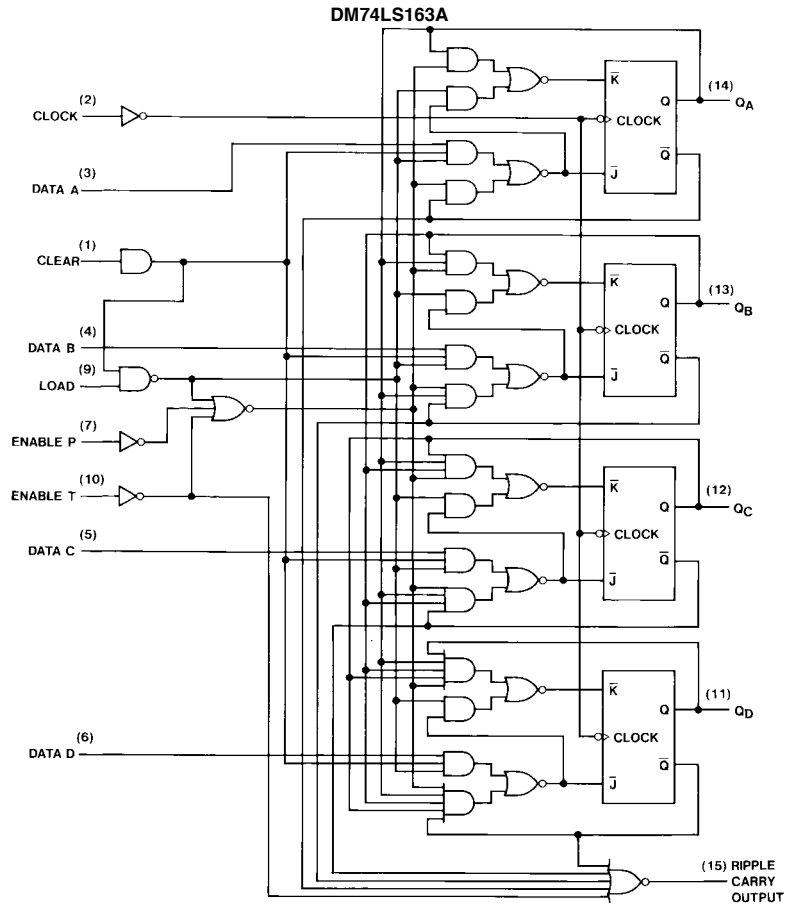 DM74LS163A
(2)
CLOCK
(3)
DATA A
(1)
CLEAR
(4)
DATA B
(9)
LOAD
(7)
ENABLE P
(10)
ENABLE T
(5)
DATA C
(6)
DATA D
K̅
Q
CLOCK
Q̅
J̅
(14)
QA
K̅
Q
CLOCK
Q̅
J̅
(13)
QB
K̅
Q
CLOCK
Q̅
J̅
(12)
QC
K̅
Q
CLOCK
Q̅
J̅
(11)
QD
(15) RIPPLE
CARRY
OUTPUT